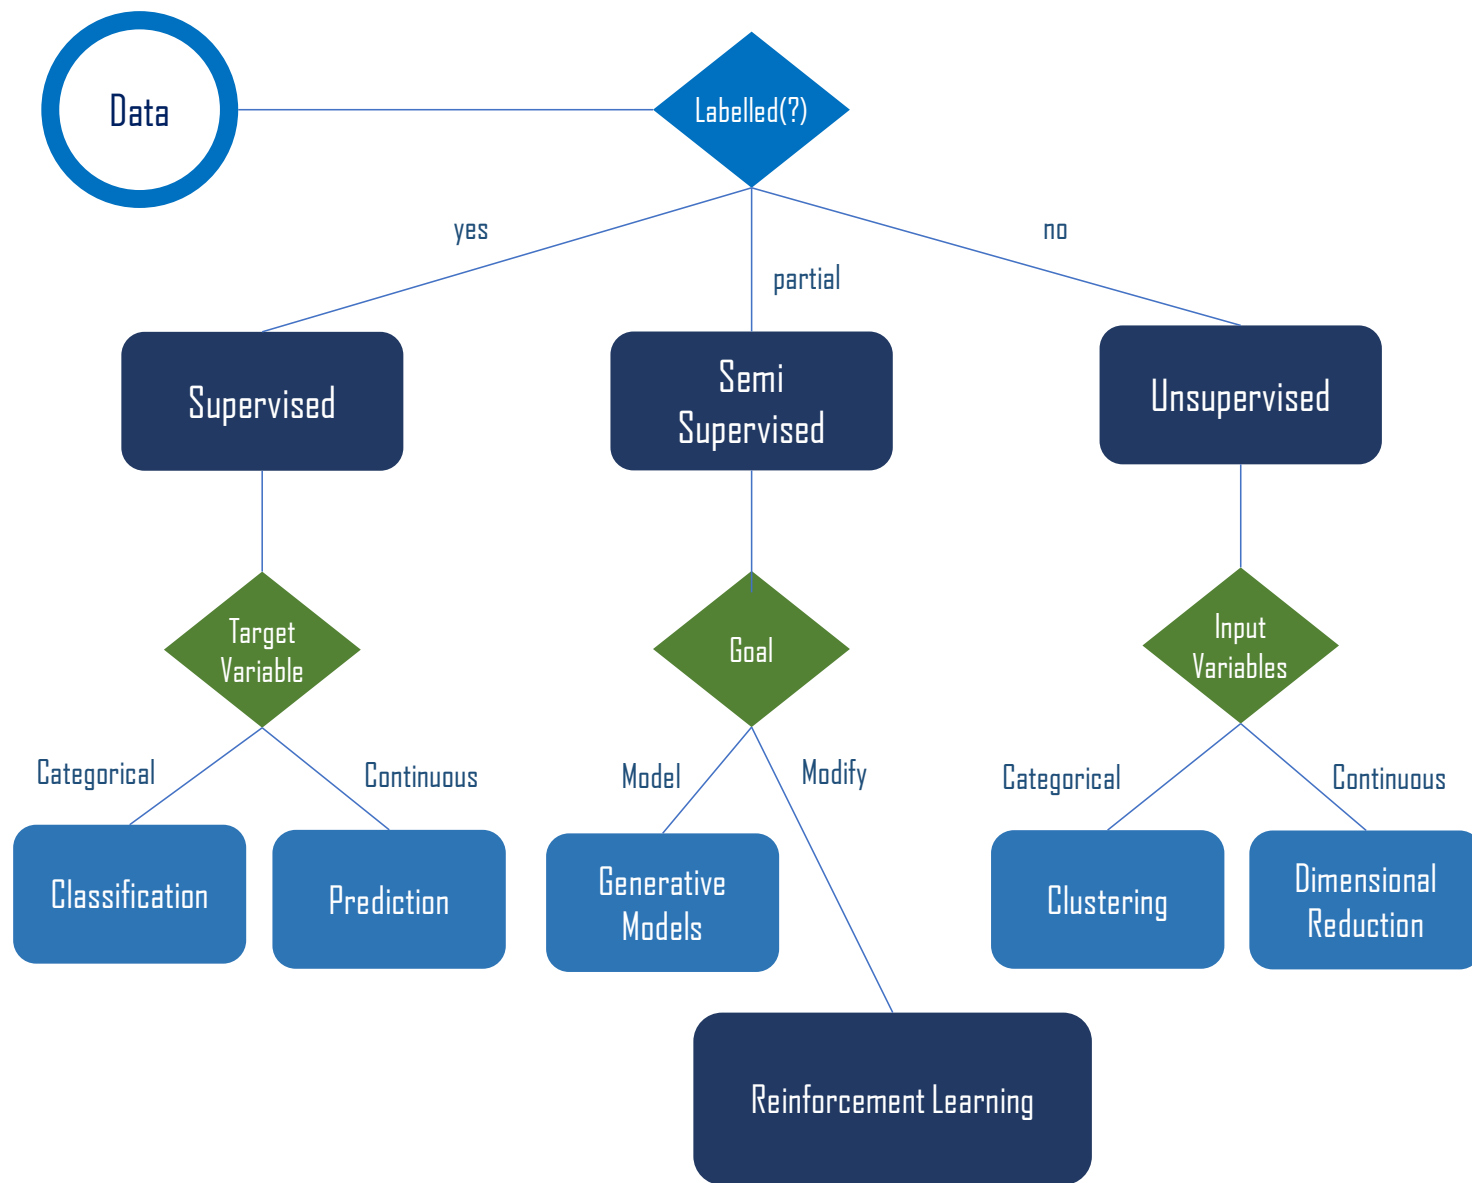 Data
Labelled(?)
yes
partial
no
Supervised
Semi
Supervised
Unsupervised
Target
Variable
Goal
Input
Variables
Categorical
Continuous
Model
Modify
Categorical
Continuous
Classification
Prediction
Generative
Models
Clustering
Dimensional
Reduction
Reinforcement Learning